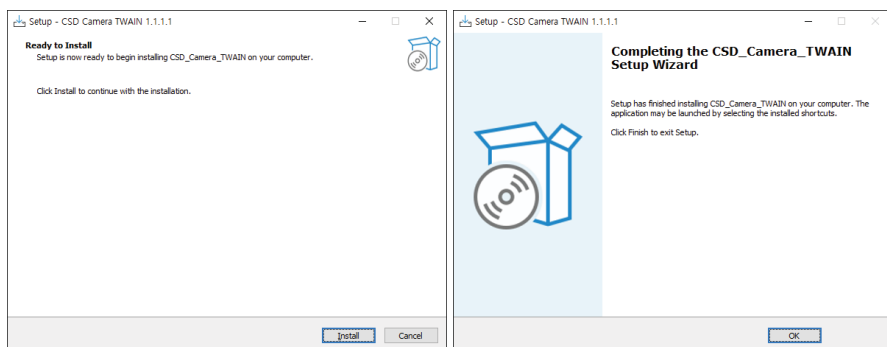 Setup - CSD Camera TWAIN 1.1.1.1
Ready to Install
Setup is now ready to begin installing CSD_Camera_TWAIN on your computer.
Click Install to continue with the installation.
Install
Cancel
Setup - CSD Camera TWAIN 1.1.1.1
Completing the CSD_Camera_TWAIN
Setup Wizard
Setup has finished installing CSD_Camera_TWAIN on your computer. The
application may be launched by selecting the installed shortcuts.
Click Finish to exit Setup.
OK